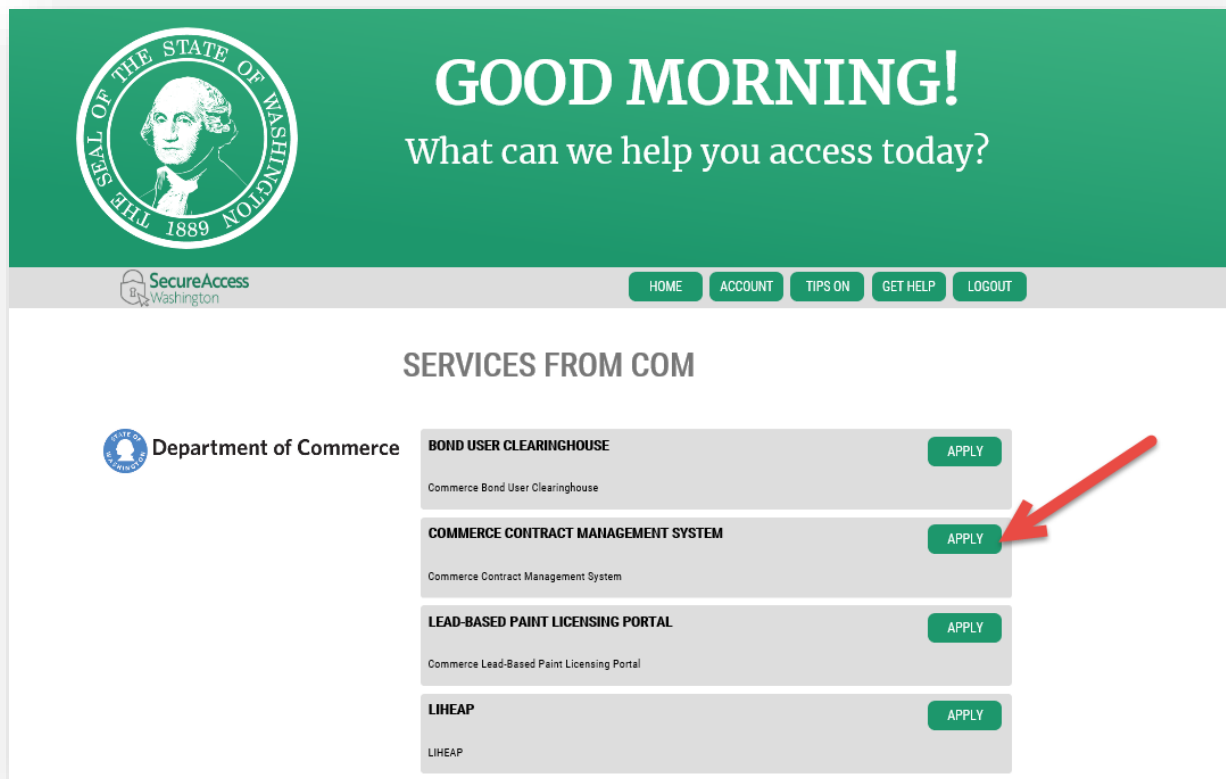 THE SEAL OF THE STATE OF WASHINGTON
1889
GOOD MORNING!
What can we help you access today?
SecureAccess
Washington
HOME ACCOUNT TIPS ON GET HELP LOGOUT
SERVICES FROM COM
STATE OF
WASHINGTON
Department of Commerce
BOND USER CLEARINGHOUSE
APPLY
Commerce Bond User Clearinghouse
COMMERCE CONTRACT MANAGEMENT SYSTEM
APPLY
Commerce Contract Management System
LEAD-BASED PAINT LICENSING PORTAL
APPLY
Commerce Lead-Based Paint Licensing Portal
LIHEAP
APPLY
LIHEAP